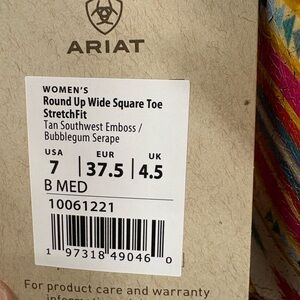 ARIAT
WOMEN'S
Round Up Wide Square Toe
StretchFit
Tan Southwest Emboss /
Bubblegum Serape
USA EUR UK
7 37.5 4.5
B MED
10061221
1 97318 49046 0
For product care and warranty